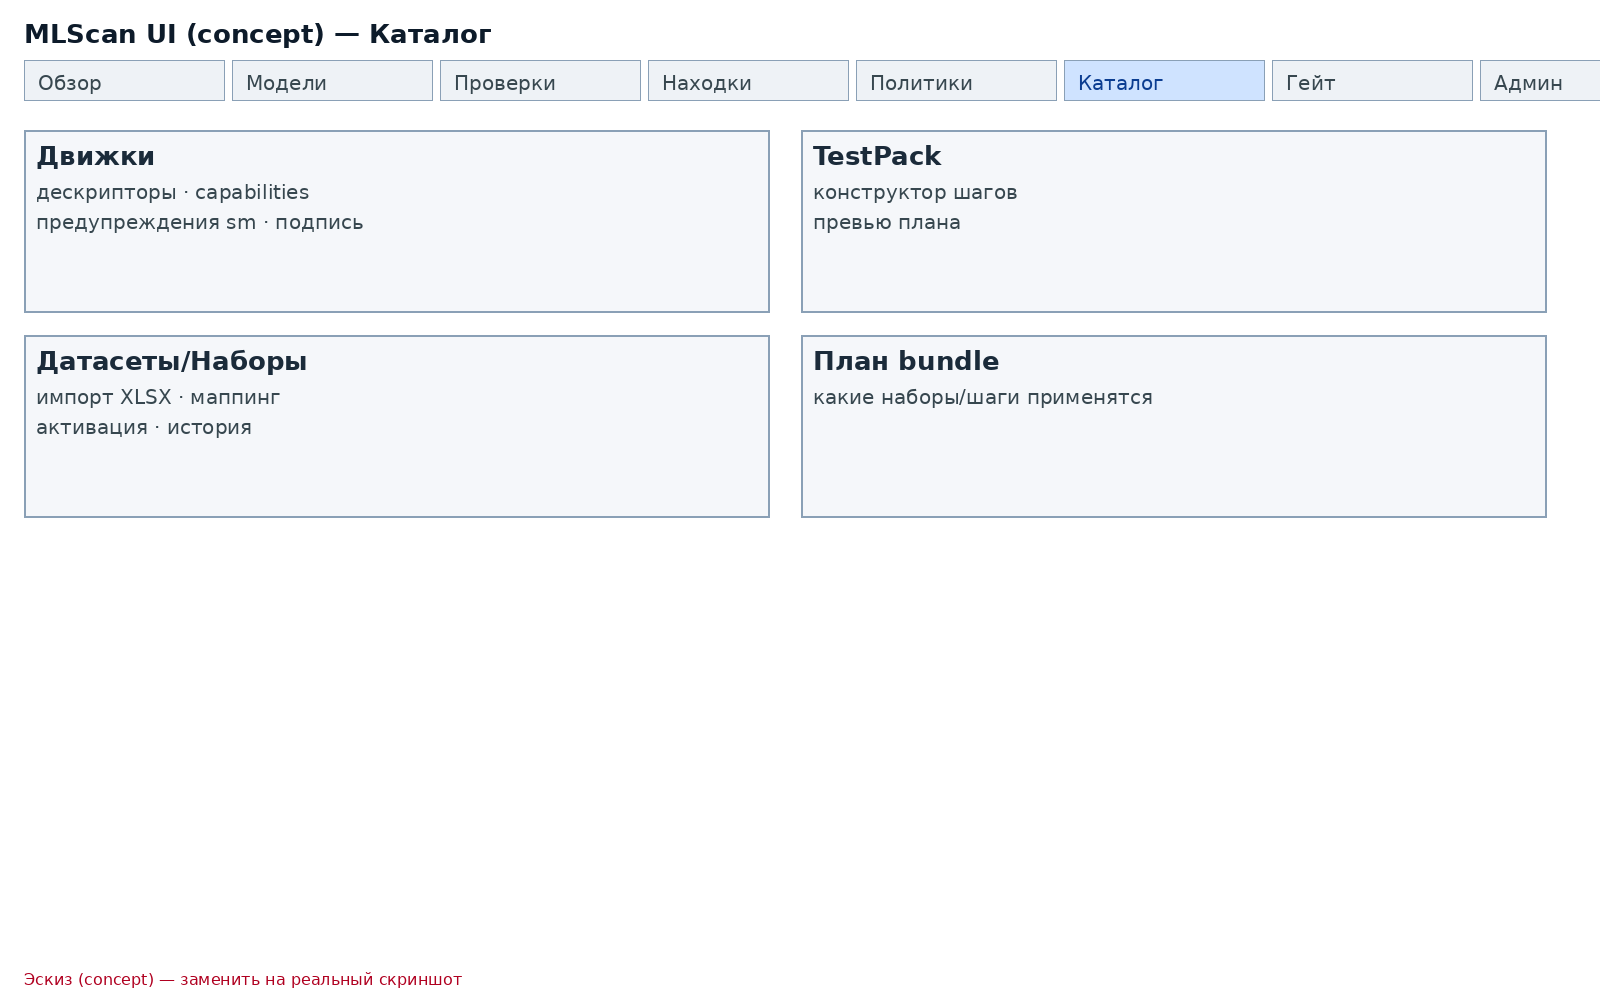 MLScan UI (concept) — Каталог
Обзор
Модели
Проверки
Находки
Политики
Каталог
Гейт
Админ
Движки
дескрипторы · capabilities
предупреждения sm · подпись
TestPack
конструктор шагов
превью плана
Датасеты/Наборы
импорт XLSX · маппинг
активация · история
План bundle
какие наборы/шаги применятся
Эскиз (concept) — заменить на реальный скриншот